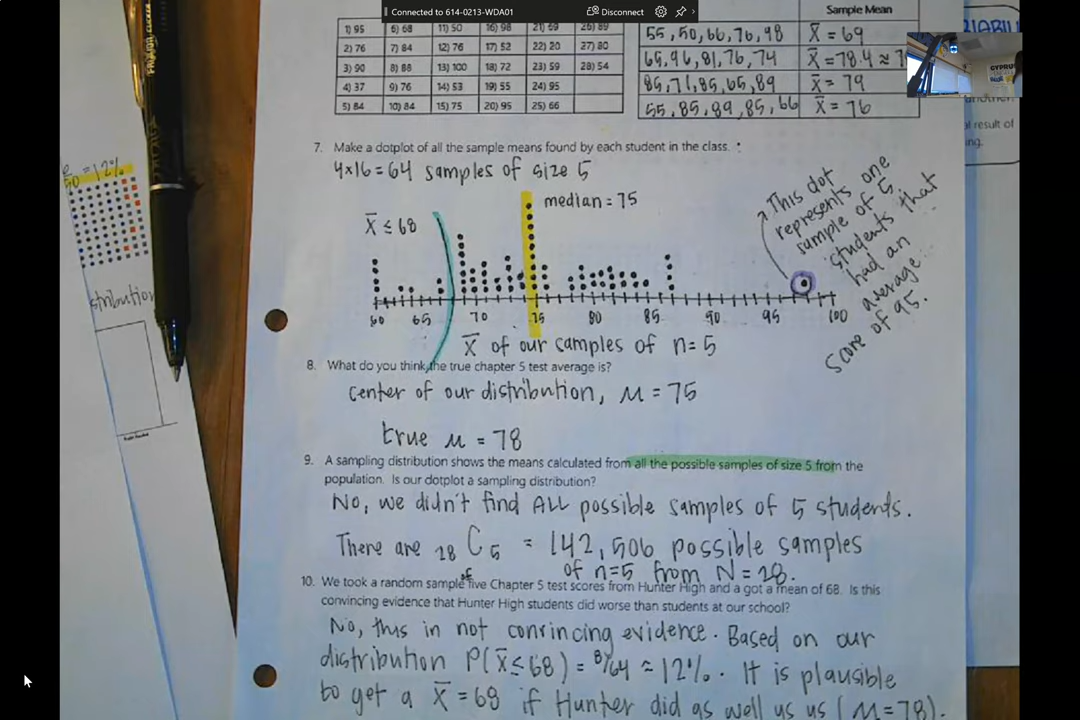 Connected to 614-0213-WDA01
Disconnect
1) 95 6) 68 11) 50 16) 98 21) 69 26) 89
2) 76 7) 84 12) 76 17) 52 22) 20 27) 80
3) 90 8) 88 13) 100 18) 72 23) 59 28) 54
4) 37 9) 76 14) 53 19) 55 24) 95
5) 84 10) 84 15) 75 20) 95 25) 66
Sample Mean
55, 50, 66, 76, 98 X̄ = 69
65, 96, 81, 76, 74 X̄ = 78.4 ≈
85, 71, 85, 65, 89 X̄ = 79
55, 85, 89, 85, 66 X̄ = 76
al result of
ing.
7. Make a dotplot of all the sample means found by each student in the class.
4x16 = 64 samples of size 5
= 12%
median = 75
X̄ ≤ 68
This dot
represents one
sample of 5
students that
had an
average
score of 95.
stribution
60 65 70 75 80 85 90 95 100
X̄ of our samples of n = 5
8. What do you think the true chapter 5 test average is?
center of our distribution, μ = 75
true μ = 78
9. A sampling distribution shows the means calculated from all the possible samples of size 5 from the
population. Is our dotplot a sampling distribution?
No, we didn't find ALL possible samples of 5 students.
There are 28 C 5 = 142,506 possible samples
of n=5 from N = 28.
10. We took a random sample of five Chapter 5 test scores from Hunter High and a got a mean of 68. Is this
convincing evidence that Hunter High students did worse than students at our school?
No, this in not convincing evidence. Based on our
distribution P(X̄ ≤ 68) = 8/64 ≈ 12%. It is plausible
to get a X̄ = 68 if Hunter did as well us us (μ = 78).